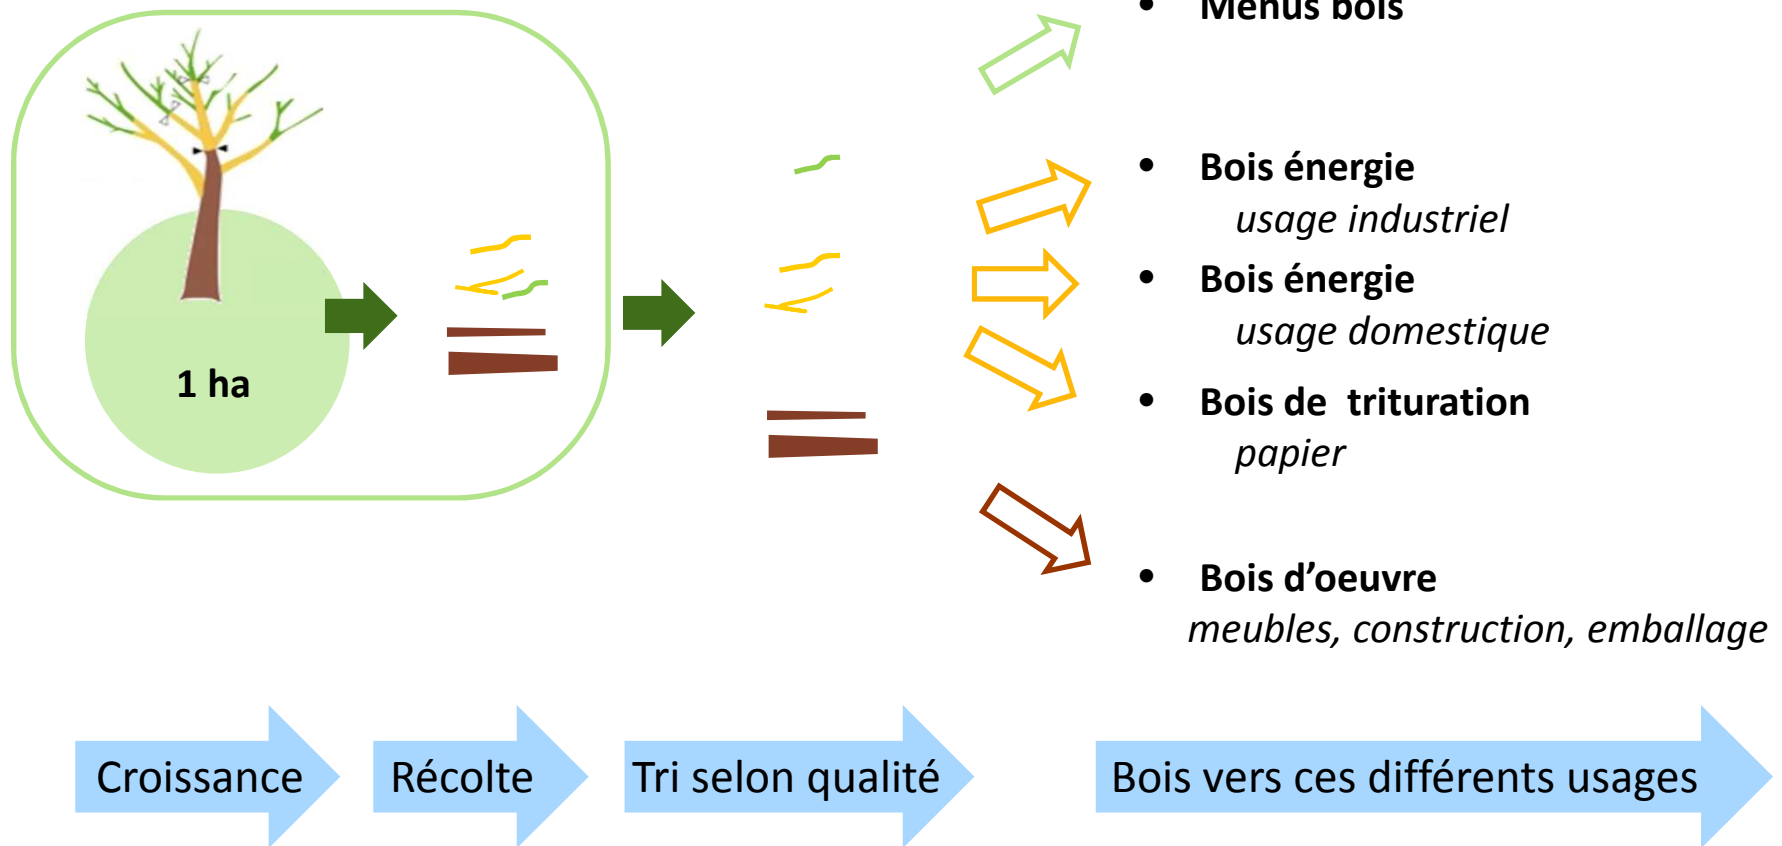 • Menus bois
• Bois énergie
usage industriel
• Bois énergie
usage domestique
• Bois de trituration
papier
• Bois d’oeuvre
meubles, construction, emballage
1 ha
Croissance
Récolte
Tri selon qualité
Bois vers ces différents usages